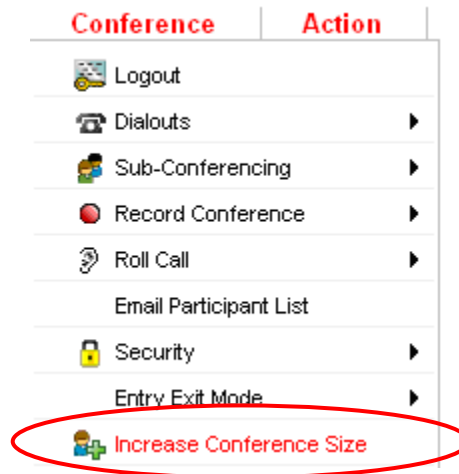 Conference Action
Logout
Dialouts
Sub-Conferencing
Record Conference
Roll Call
Email Participant List
Security
Entry Exit Mode
Increase Conference Size